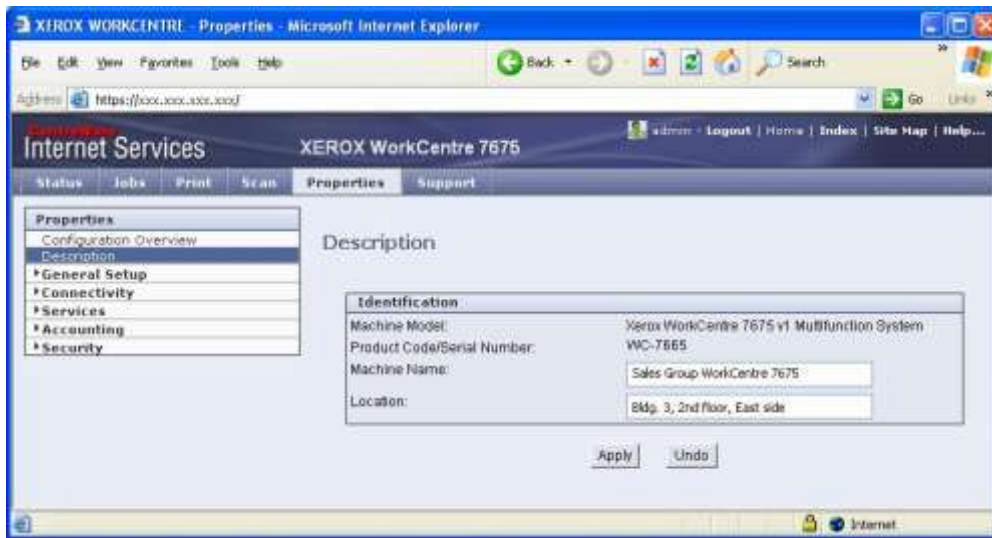 XEROX WORKCENTRE - Properties - Microsoft Internet Explorer
File Edit View Favorites Tools Help
Back
Search
Address https://xxx.xxx.xxx.xxx/
Go Links
CentreWare
Internet Services
XEROX WorkCentre 7675
admin - Logout | Home | Index | Site Map | Help...
Status Jobs Print Scan Properties Support
Properties
Configuration Overview
Description
General Setup
Connectivity
Services
Accounting
Security
Description
Identification
Machine Model: Xerox WorkCentre 7675 v1 Multifunction System
Product Code/Serial Number: WC-7665
Machine Name: Sales Group WorkCentre 7675
Location: Bldg. 3, 2nd floor, East side
Apply Undo
Internet